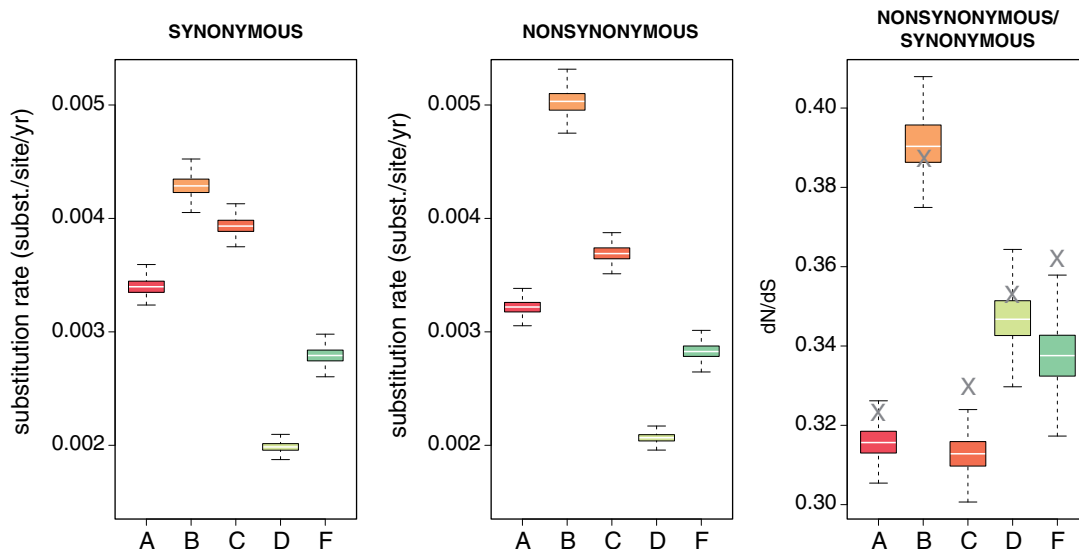 SYNONYMOUS
substitution rate (subst./site/yr)
0.005
0.004
0.003
0.002
A B C D F
NONSYNONYMOUS
substitution rate (subst./site/yr)
0.005
0.004
0.003
0.002
A B C D F
NONSYNONYMOUS/
SYNONYMOUS
dN/dS
0.40
0.38
0.36
0.34
0.32
0.30
X
X
X
X
X
A B C D F